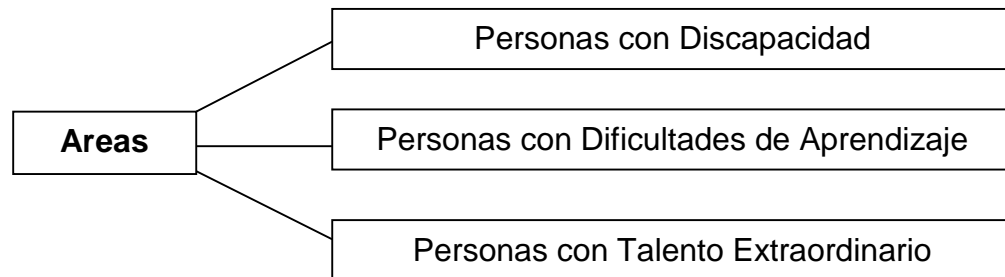 Personas con Discapacidad
Areas
Personas con Dificultades de Aprendizaje
Personas con Talento Extraordinario